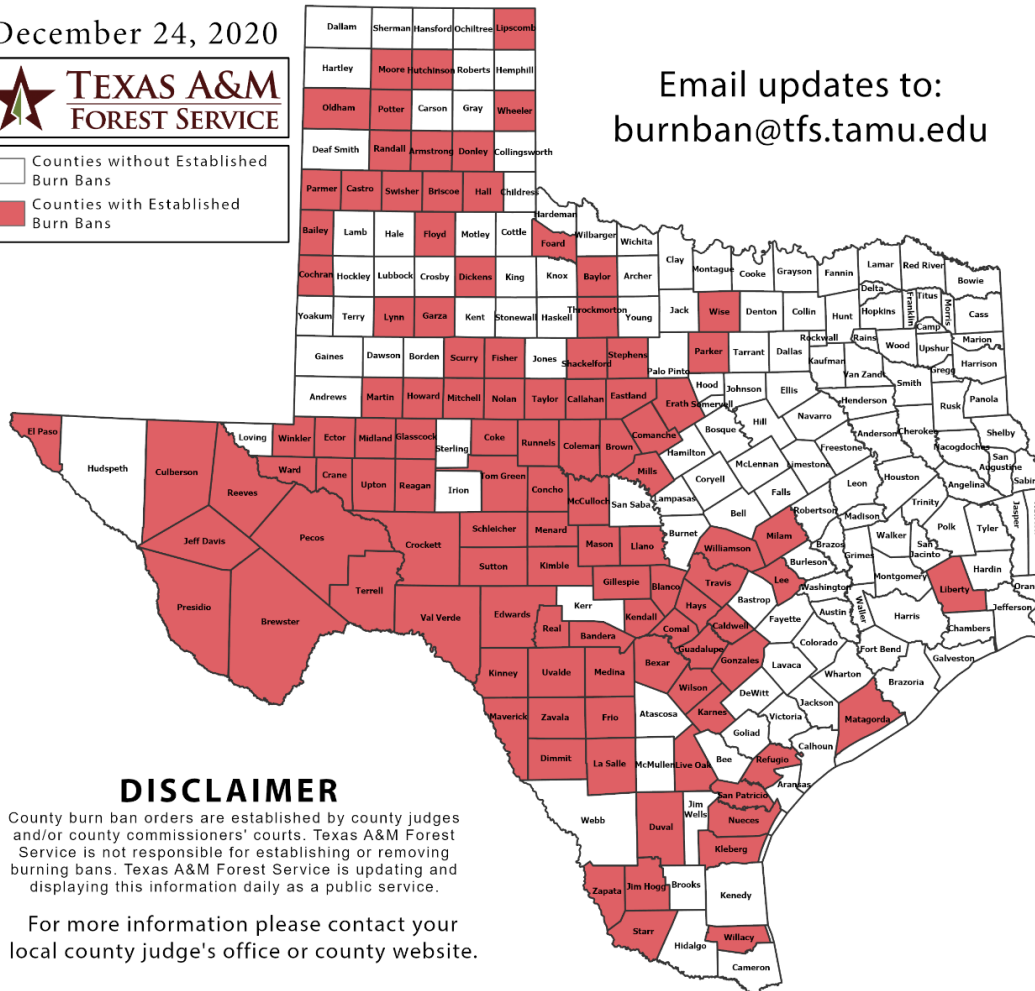 December 24, 2020
TEXAS A&M
FOREST SERVICE
Counties without Established
Burn Bans
Counties with Established
Burn Bans
Email updates to:
burnban@tfs.tamu.edu
Dallam Sherman Hansford Ochiltree Lipscomb
Hartley Moore Hutchinson Roberts Hemphill
Oldham Potter Carson Gray Wheeler
Deaf Smith Randall Armstrong Donley Collingsworth
Parmer Castro Swisher Briscoe Hall Childress
Hardeman
Bailey Lamb Hale Floyd Motley Cottle Foard Wilbarger Wichita
Clay Montague Cooke Grayson Fannin Lamar Red River Bowie
Cochran Hockley Lubbock Crosby Dickens King Knox Baylor Archer
Delta Franklin Titus Morris Cass
Yoakum Terry Lynn Garza Kent Stonewall Haskell Throckmorton Young Jack Wise Denton Collin Hunt Hopkins
Camp Marion
Rockwall Rains Wood Upshur Harrison
Gaines Dawson Borden Scurry Fisher Jones Shackelford Stephens Palo Pinto Parker Tarrant Dallas Kaufman Van Zandt Gregg
Smith
Andrews Martin Howard Mitchell Nolan Taylor Callahan Eastland Erath Hood Somervell Johnson Ellis Henderson Rusk Panola
Navarro
El Paso Hudspeth Culberson Loving Winkler Ector Midland Glasscock Sterling Coke Runnels Coleman Brown Comanche Bosque Hill Freestone Anderson Cherokee Nacogdoches Shelby
Hamilton McLennan Limestone San Augustine
Reeves Ward Crane Upton Reagan Irion Tom Green Concho McCulloch Mills Coryell Falls Leon Houston Angelina Sabin
San Saba Lampasas Bell Robertson Madison Trinity Jasper
Jeff Davis Pecos Crockett Schleicher Menard Mason Llano Burnet Williamson Milam Brazos Grimes Walker San Jacinto Polk Tyler
Sutton Kimble Burleson Montgomery Hardin
Presidio Brewster Terrell Val Verde Edwards Gillespie Blanco Travis Lee Washington Liberty Oran
Kerr Hays Bastrop Austin Waller Harris Jefferson
Real Kendall Comal Caldwell Fayette Chambers
Bandera Guadalupe Colorado Fort Bend Galveston
Kinney Uvalde Medina Bexar Gonzales Lavaca Wharton Brazoria
Wilson DeWitt Jackson
Maverick Zavala Frio Atascosa Karnes Victoria Matagorda
Goliad Calhoun
Dimmit La Salle McMullen Live Oak Bee Refugio
Aransas
San Patricio
Webb Duval Jim Wells Nueces
Kleberg
Zapata Jim Hogg Brooks Kenedy
Starr Hidalgo Willacy
Cameron
DISCLAIMER
County burn ban orders are established by county judges
and/or county commissioners' courts. Texas A&M Forest
Service is not responsible for establishing or removing
burning bans. Texas A&M Forest Service is updating and
displaying this information daily as a public service.
For more information please contact your
local county judge's office or county website.